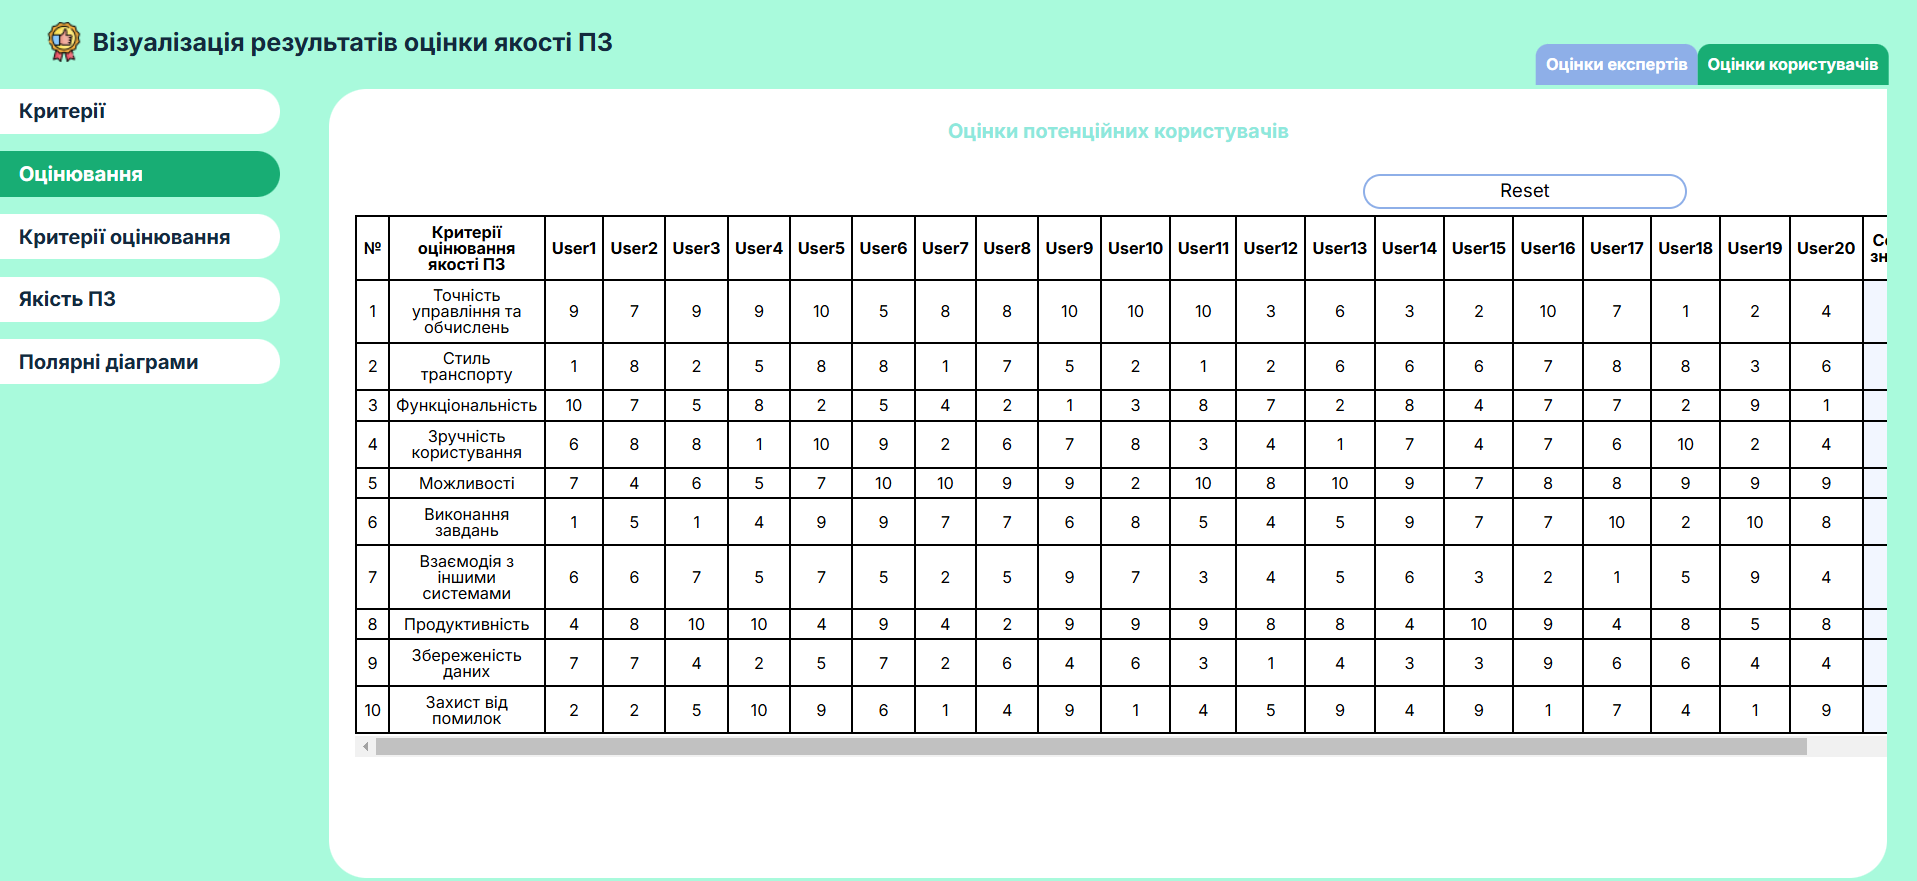 Візуалізація результатів оцінки якості ПЗ
Оцінки експертів Оцінки користувачів
Критерії
Оцінювання
Критерії оцінювання
Якість ПЗ
Полярні діаграми
Оцінки потенційних користувачів
Reset
№ Критерії оцінювання якості ПЗ User1 User2 User3 User4 User5 User6 User7 User8 User9 User10 User11 User12 User13 User14 User15 User16 User17 User18 User19 User20
1 Точність управління та обчислень 9 7 9 9 10 5 8 8 10 10 10 3 6 3 2 10 7 1 2 4
2 Стиль транспорту 1 8 2 5 8 8 1 7 5 2 1 2 6 6 6 7 8 8 3 6
3 Функціональність 10 7 5 8 2 5 4 2 1 3 8 7 2 8 4 7 7 2 9 1
4 Зручність користування 6 8 8 1 10 9 2 6 7 8 3 4 1 7 4 7 6 10 2 4
5 Можливості 7 4 6 5 7 10 10 9 9 2 10 8 10 9 7 8 8 9 9 9
6 Виконання завдань 1 5 1 4 9 9 7 7 6 8 5 4 5 9 7 7 10 2 10 8
7 Взаємодія з іншими системами 6 6 7 5 7 5 2 5 9 7 3 4 5 6 3 2 1 5 9 4
8 Продуктивність 4 8 10 10 4 9 4 2 9 9 9 8 8 4 10 9 4 8 5 8
9 Збереженість даних 7 7 4 2 5 7 2 6 4 6 3 1 4 3 3 9 6 6 4 4
10 Захист від помилок 2 2 5 10 9 6 1 4 9 1 4 5 9 4 9 1 7 4 1 9